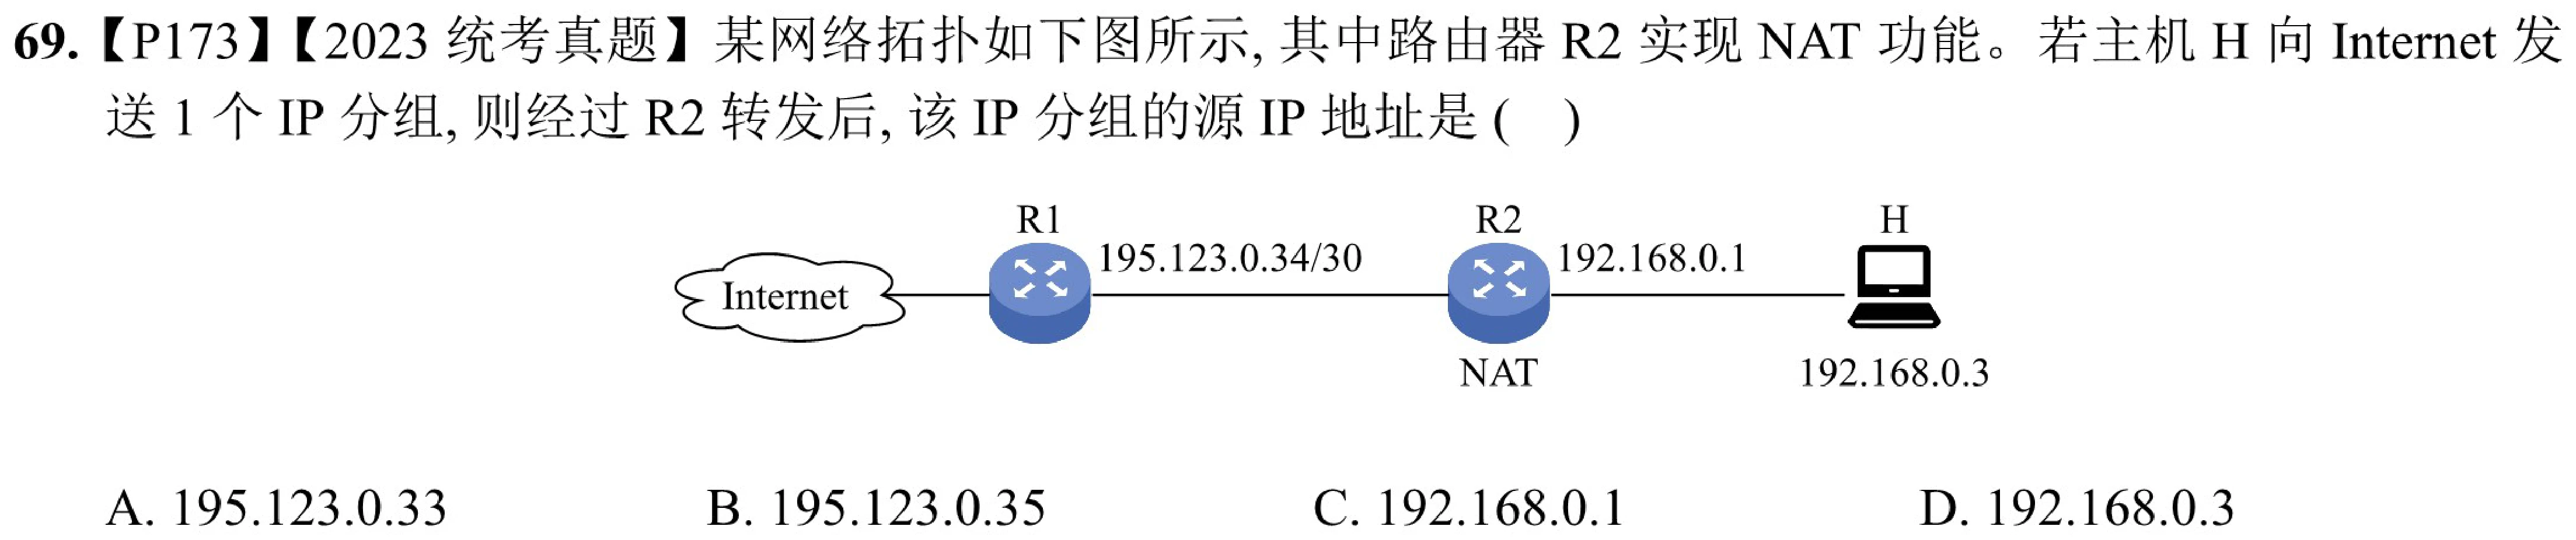 69.【P173】【2023 统考真题】某网络拓扑如下图所示, 其中路由器 R2 实现 NAT 功能。若主机 H 向 Internet 发
送 1 个 IP 分组, 则经过 R2 转发后, 该 IP 分组的源 IP 地址是 ( )
R1 R2 H
195.123.0.34/30 192.168.0.1
Internet
NAT 192.168.0.3
A. 195.123.0.33 B. 195.123.0.35 C. 192.168.0.1 D. 192.168.0.3